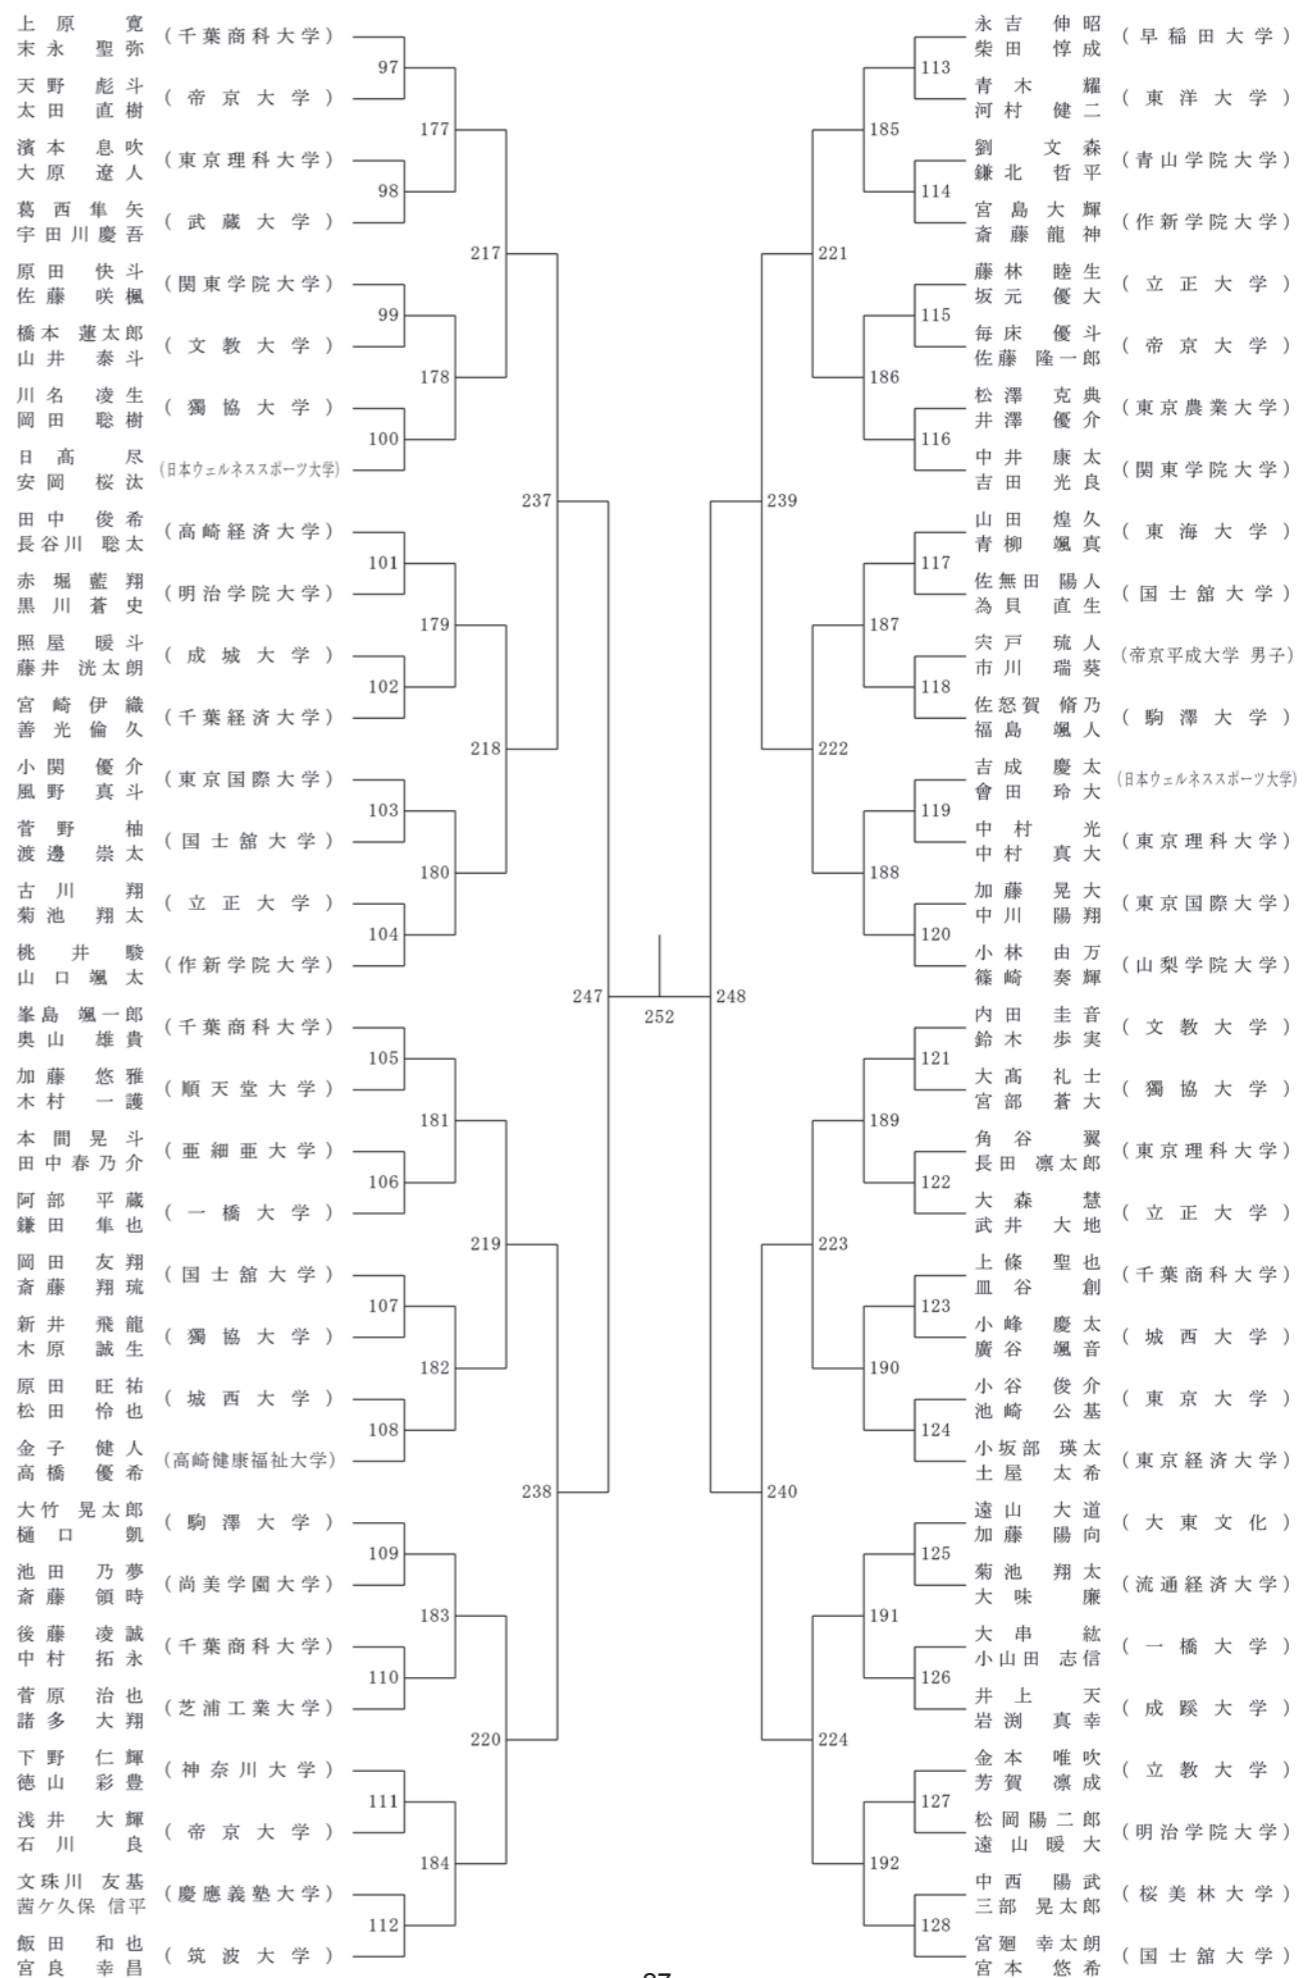 上原 寛
末永 聖弥
(千葉商科大学)
97
天野 彪斗
太田 直樹
(帝京大学)
177
濱本 息吹
大原 遼人
(東京理科大学)
98
葛西隼矢
宇田川慶吾
(武蔵大学)
217
原田 快斗
佐藤 咲楓
(関東学院大学)
99
橋本 蓮太郎
山井 泰斗
(文教大学)
178
川名 凌生
岡田 聡樹
(獨協大学)
100
日髙 尽
安岡 桜汰
(日本ウェルネススポーツ大学)
237
田中 俊希
長谷川 聡太
(高崎経済大学)
101
赤堀藍翔
黒川蒼史
(明治学院大学)
179
照屋 暖斗
藤井 洸太朗
(成城大学)
102
宮崎伊織
善光倫久
(千葉経済大学)
218
小関 優介
風野 真斗
(東京国際大学)
103
菅野 柚
渡邊 崇太
(国士舘大学)
180
古川 翔
菊池 翔太
(立正大学)
104
桃井 駿
山口颯太
(作新学院大学)
247
峯島 颯一郎
奥山 雄貴
(千葉商科大学)
105
加藤 悠雅
木村 一護
(順天堂大学)
181
本間晃斗
田中春乃介
(亜細亜大学)
106
阿部 平蔵
鎌田 隼也
(一橋大学)
219
岡田 友翔
斎藤 翔琉
(国士舘大学)
107
新井 飛龍
木原 誠生
(獨協大学)
182
原田 旺祐
松田 怜也
(城西大学)
108
金子 健人
高橋 優希
(高崎健康福祉大学)
238
大竹 晃太郎
樋口 凱
(駒澤大学)
109
池田 乃夢
斎藤 領時
(尚美学園大学)
183
後藤 凌誠
中村 拓永
(千葉商科大学)
110
菅原 治也
諸多 大翔
(芝浦工業大学)
220
下野 仁輝
徳山 彩豊
(神奈川大学)
111
浅井 大輝
石川 良
(帝京大学)
184
文珠川 友基
茜ケ久保 信平
(慶應義塾大学)
112
飯田 和也
宮良 幸昌
(筑波大学)
252
永吉 伸昭
柴田 惇成
(早稲田大学)
113
青木 耀
河村 健二
(東洋大学)
185
劉 文森
鎌北 哲平
(青山学院大学)
114
宮島大輝
斎藤龍神
(作新学院大学)
221
藤林 睦生
坂元 優大
(立正大学)
115
毎床 優斗
佐藤 隆一郎
(帝京大学)
186
松澤 克典
井澤 優介
(東京農業大学)
116
中井 康太
吉田 光良
(関東学院大学)
239
山田 煌久
青柳 颯真
(東海大学)
117
佐無田 陽人
為貝 直生
(国士舘大学)
187
宍戸 琉人
市川 瑞葵
(帝京平成大学 男子)
118
佐怒賀 脩乃
福島 颯人
(駒澤大学)
222
吉成 慶太
會田 玲大
(日本ウェルネススポーツ大学)
119
中村 光
中村 真大
(東京理科大学)
188
加藤 晃大
中川 陽翔
(東京国際大学)
120
小林 由万
篠崎 奏輝
(山梨学院大学)
248
内田 圭音
鈴木 歩実
(文教大学)
121
大髙 礼士
宮部 蒼大
(獨協大学)
189
角谷 翼
長田 凛太郎
(東京理科大学)
122
大森 慧
武井 大地
(立正大学)
223
上條 聖也
皿谷 創
(千葉商科大学)
123
小峰 慶太
廣谷 颯音
(城西大学)
190
小谷 俊介
池崎 公基
(東京大学)
124
小坂部 瑛太
土屋 太希
(東京経済大学)
240
遠山 大道
加藤 陽向
(大東文化)
125
菊池 翔太
大味 廉
(流通経済大学)
191
大串 紘
小山田 志信
(一橋大学)
126
井上 天
岩渕 真幸
(成蹊大学)
224
金本 唯吹
芳賀 凛成
(立教大学)
127
松岡陽二郎
遠山暖大
(明治学院大学)
192
中西 陽武
三部 晃太郎
(桜美林大学)
128
宮廻 幸太朗
宮本 悠希
(国士舘大学)